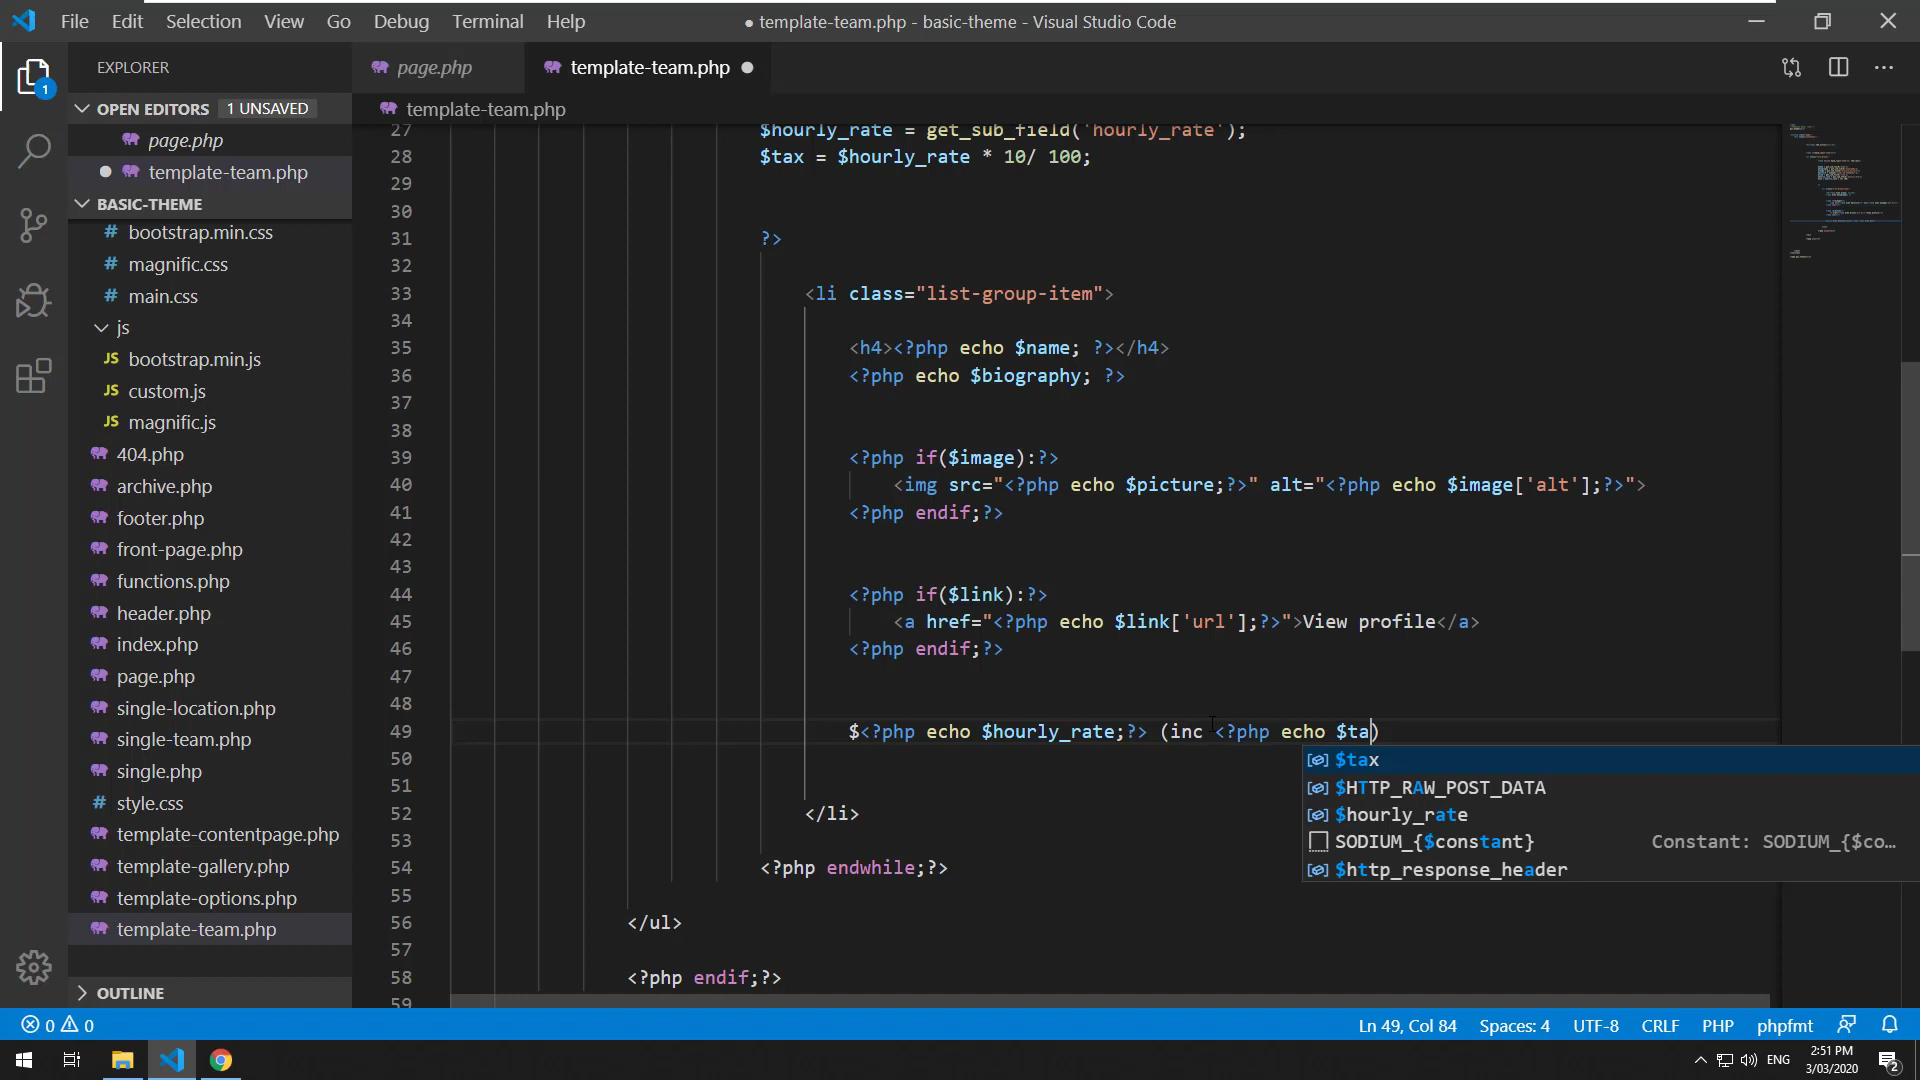 File Edit Selection View Go Debug Terminal Help
● template-team.php - basic-theme - Visual Studio Code
EXPLORER
page.php
template-team.php
OPEN EDITORS 1 UNSAVED
template-team.php
page.php
template-team.php
BASIC-THEME
# bootstrap.min.css
# magnific.css
# main.css
js
JS bootstrap.min.js
JS custom.js
JS magnific.js
404.php
archive.php
footer.php
front-page.php
functions.php
header.php
index.php
page.php
single-location.php
single-team.php
single.php
# style.css
template-contentpage.php
template-gallery.php
template-options.php
template-team.php
OUTLINE
27 $hourly_rate = get_sub_field('hourly_rate');
28 $tax = $hourly_rate * 10/ 100;
29
30
31 ?>
32
33 <li class="list-group-item">
34
35 <h4><?php echo $name; ?></h4>
36 <?php echo $biography; ?>
37
38
39 <?php if($image):?>
40 <img src="<?php echo $picture;?>" alt="<?php echo $image['alt'];?>">
41 <?php endif;?>
42
43
44 <?php if($link):?>
45 <a href="<?php echo $link['url'];?>">View profile</a>
46 <?php endif;?>
47
48
49 $<?php echo $hourly_rate;?> (inc <?php echo $ta)
$tax
$HTTP_RAW_POST_DATA
$hourly_rate
SODIUM_{$constant} Constant: SODIUM_{$co…
$http_response_header
50
51
52 </li>
53
54 <?php endwhile;?>
55
56 </ul>
57
58 <?php endif;?>
59
1
0 0
Ln 49, Col 84 Spaces: 4 UTF-8 CRLF PHP phpfmt
ENG
2:51 PM
3/03/2020
2